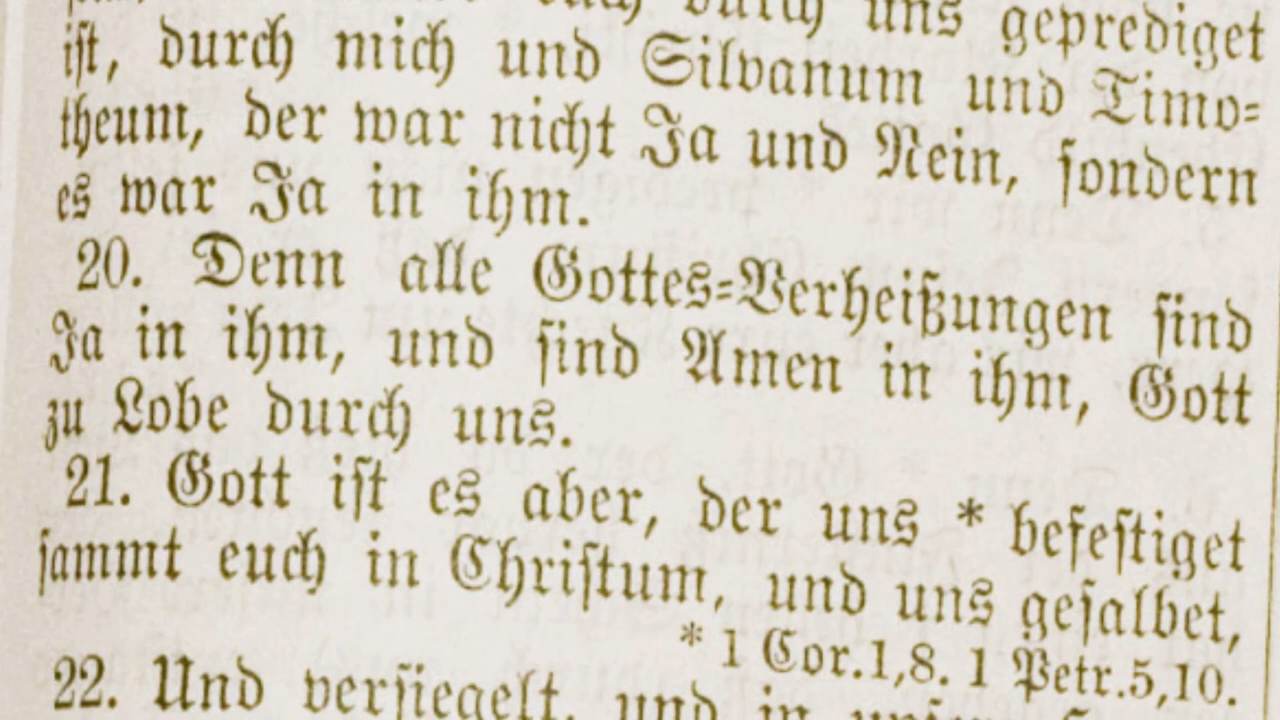 durch uns geprediget
ist, durch mich und Silvanum und Timo=
theum, der war nicht Ja und Nein, sondern
es war Ja in ihm.
20. Denn alle Gottes=Verheißungen sind
Ja in ihm, und sind Amen in ihm, Gott
zu Lobe durch uns.
21. Gott ist es aber, der uns * befestiget
sammt euch in Christum, und uns gesalbet,
* 1 Cor.1,8. 1 Petr.5,10.
22. Und versiegelt, und in